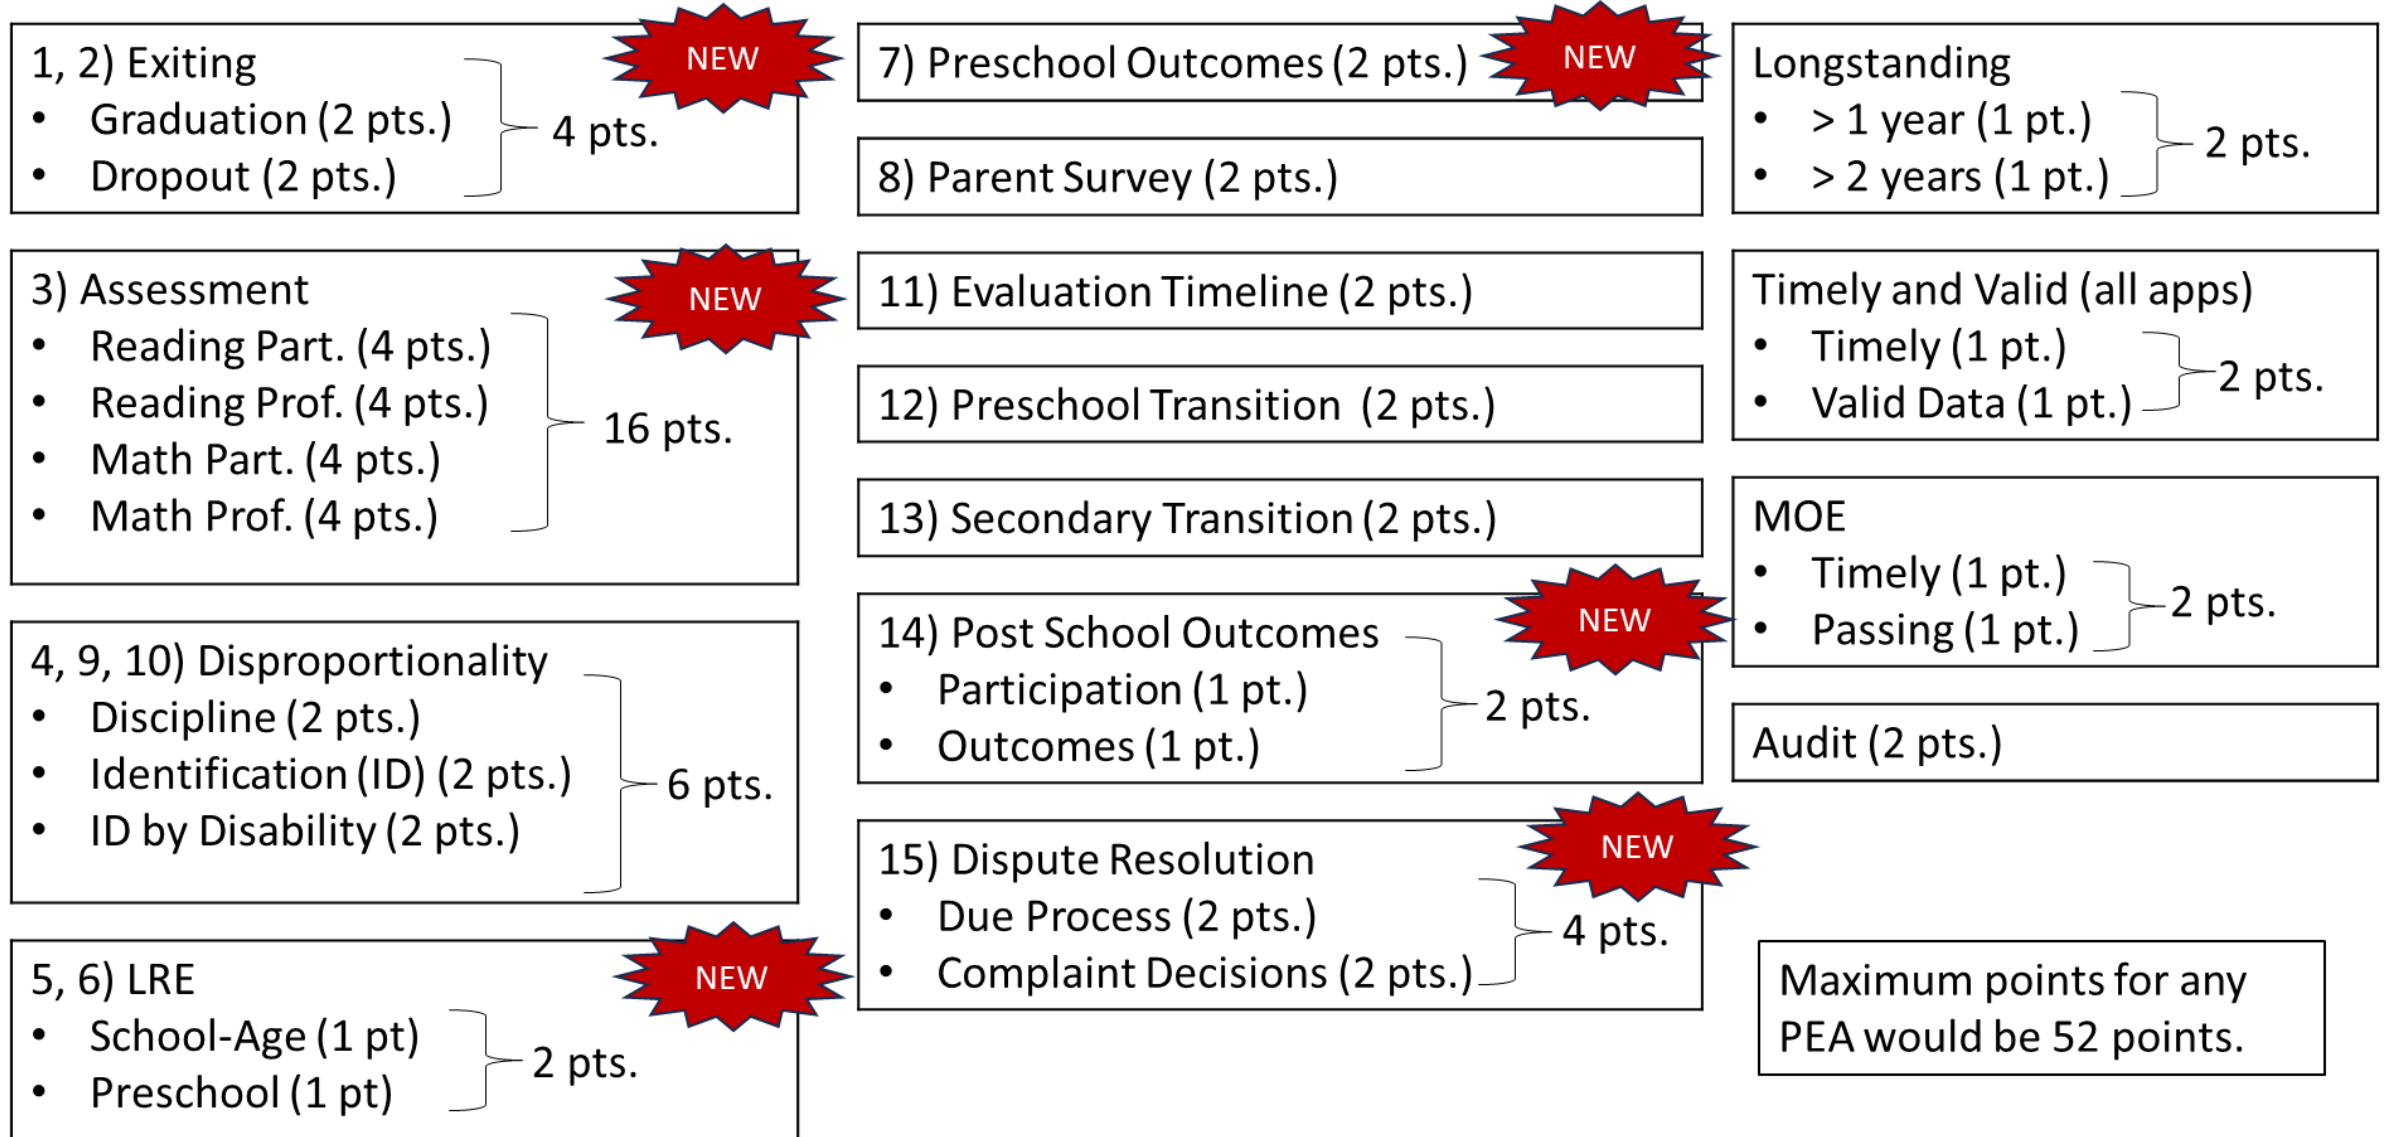 1, 2) Exiting
• Graduation (2 pts.)
• Dropout (2 pts.)
4 pts.
NEW
3) Assessment
• Reading Part. (4 pts.)
• Reading Prof. (4 pts.)
• Math Part. (4 pts.)
• Math Prof. (4 pts.)
16 pts.
NEW
4, 9, 10) Disproportionality
• Discipline (2 pts.)
• Identification (ID) (2 pts.)
• ID by Disability (2 pts.)
6 pts.
5, 6) LRE
• School-Age (1 pt)
• Preschool (1 pt)
2 pts.
NEW
7) Preschool Outcomes (2 pts.)
NEW
8) Parent Survey (2 pts.)
11) Evaluation Timeline (2 pts.)
12) Preschool Transition (2 pts.)
13) Secondary Transition (2 pts.)
14) Post School Outcomes
• Participation (1 pt.)
• Outcomes (1 pt.)
2 pts.
NEW
15) Dispute Resolution
• Due Process (2 pts.)
• Complaint Decisions (2 pts.)
4 pts.
NEW
Longstanding
• > 1 year (1 pt.)
• > 2 years (1 pt.)
2 pts.
Timely and Valid (all apps)
• Timely (1 pt.)
• Valid Data (1 pt.)
2 pts.
MOE
• Timely (1 pt.)
• Passing (1 pt.)
2 pts.
Audit (2 pts.)
Maximum points for any
PEA would be 52 points.